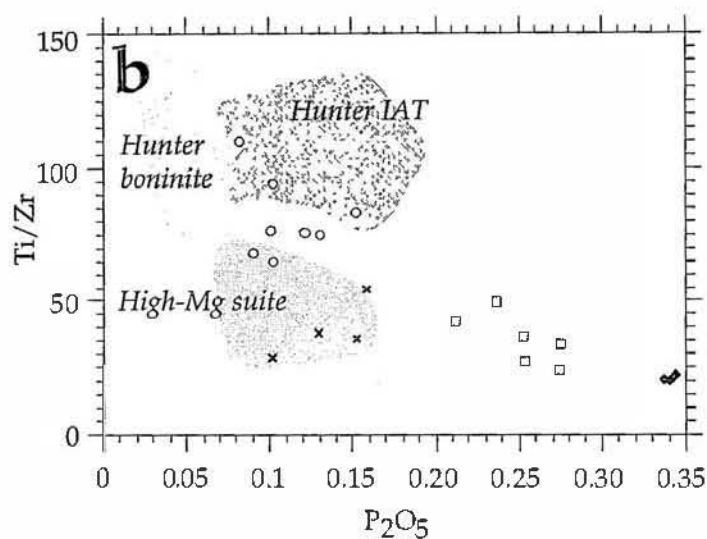 150
b
Hunter IAT
Hunter
boninite
100
Ti/Zr
High-Mg suite
50
0
0 0.05 0.1 0.15 0.20 0.25 0.30 0.35
P₂O₅